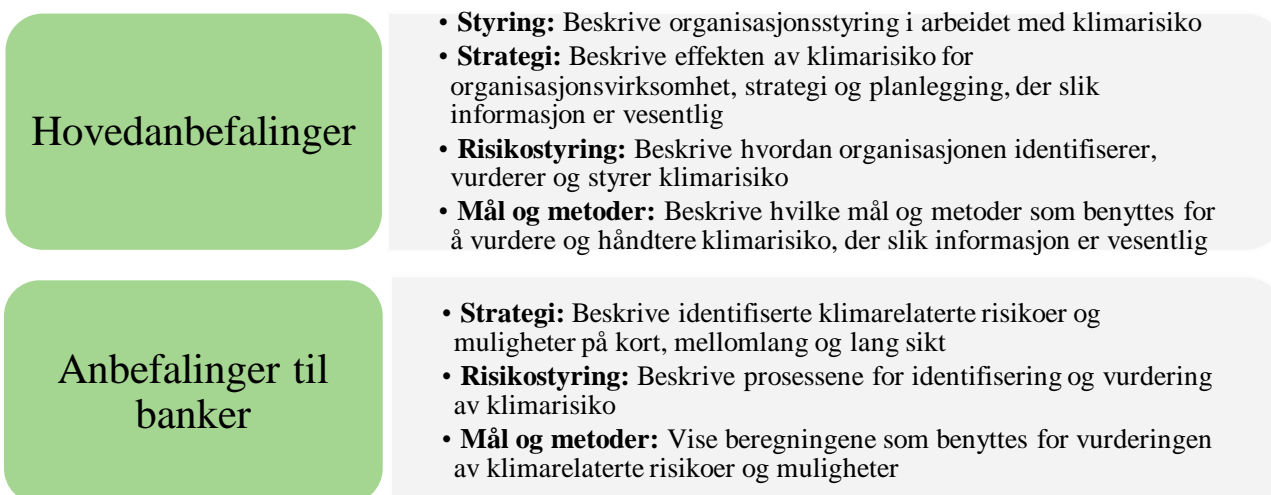 Hovedanbefalinger
• Styring: Beskrive organisasjonsstyring i arbeidet med klimarisiko
• Strategi: Beskrive effekten av klimarisiko for
organisasjonsvirksomhet, strategi og planlegging, der slik
informasjon er vesentlig
• Risikostyring: Beskrive hvordan organisasjonen identifiserer,
vurderer og styrer klimarisiko
• Mål og metoder: Beskrive hvilke mål og metoder som benyttes for
å vurdere og håndtere klimarisiko, der slik informasjon er vesentlig
Anbefalinger til
banker
• Strategi: Beskrive identifiserte klimarelaterte risikoer og
muligheter på kort, mellomlang og lang sikt
• Risikostyring: Beskrive prosessene for identifisering og vurdering
av klimarisiko
• Mål og metoder: Vise beregningene som benyttes for vurderingen
av klimarelaterte risikoer og muligheter